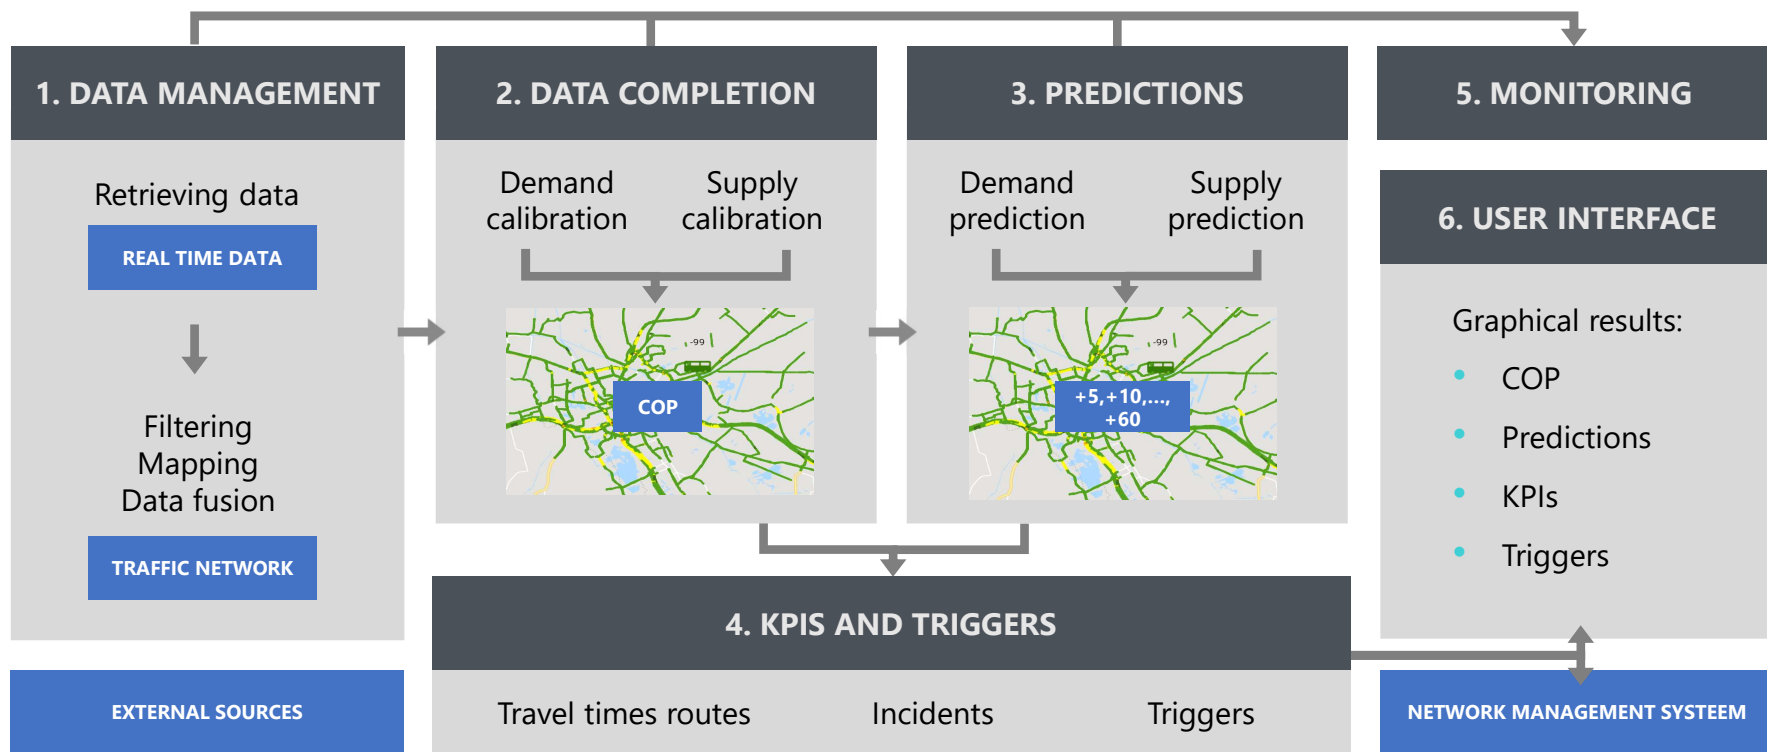 1. DATA MANAGEMENT
Retrieving data
REAL TIME DATA
Filtering
Mapping
Data fusion
TRAFFIC NETWORK
EXTERNAL SOURCES
2. DATA COMPLETION
Demand
calibration
Supply
calibration
-99
COP
3. PREDICTIONS
Demand
prediction
Supply
prediction
-99
+5,+10,...,
+60
4. KPIS AND TRIGGERS
Travel times routes
Incidents
Triggers
5. MONITORING
6. USER INTERFACE
Graphical results:
• COP
• Predictions
• KPIs
• Triggers
NETWORK MANAGEMENT SYSTEEM